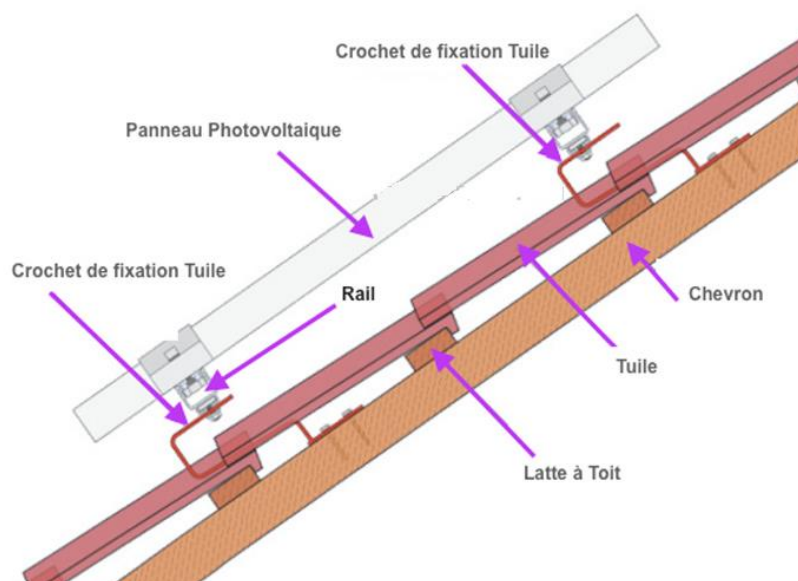 Crochet de fixation Tuile
Panneau Photovoltaique
Crochet de fixation Tuile
Rail
Chevron
Tuile
Latte à Toit